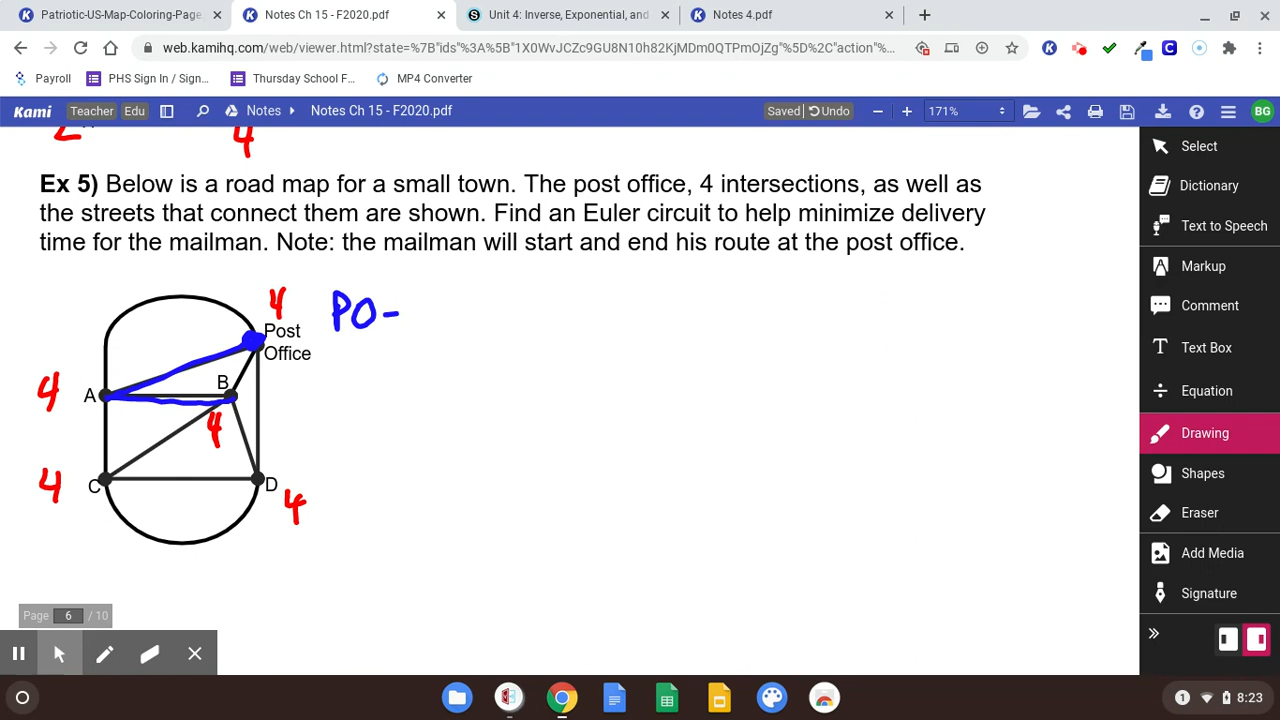 Patriotic-US-Map-Coloring-Page
Notes Ch 15 - F2020.pdf
Unit 4: Inverse, Exponential, and
Notes 4.pdf
web.kamihq.com/web/viewer.html?state=%7B"ids"%3A%5B"1X0WvJCZc9GU8N10h82KjMDm0QTPmOjZg"%5D%2C"action"%...
Payroll
PHS Sign In / Sign...
Thursday School F...
MP4 Converter
Kami
Teacher
Edu
Notes
Notes Ch 15 - F2020.pdf
Saved
Undo
171%
BG
4
Ex 5) Below is a road map for a small town. The post office, 4 intersections, as well as
the streets that connect them are shown. Find an Euler circuit to help minimize delivery
time for the mailman. Note: the mailman will start and end his route at the post office.
4
PO-
Post
Office
4
A
B
4
4
C
D
4
Select
Dictionary
Text to Speech
Markup
Comment
Text Box
Equation
Drawing
Shapes
Eraser
Add Media
Signature
Page 6 / 10
1
8:23